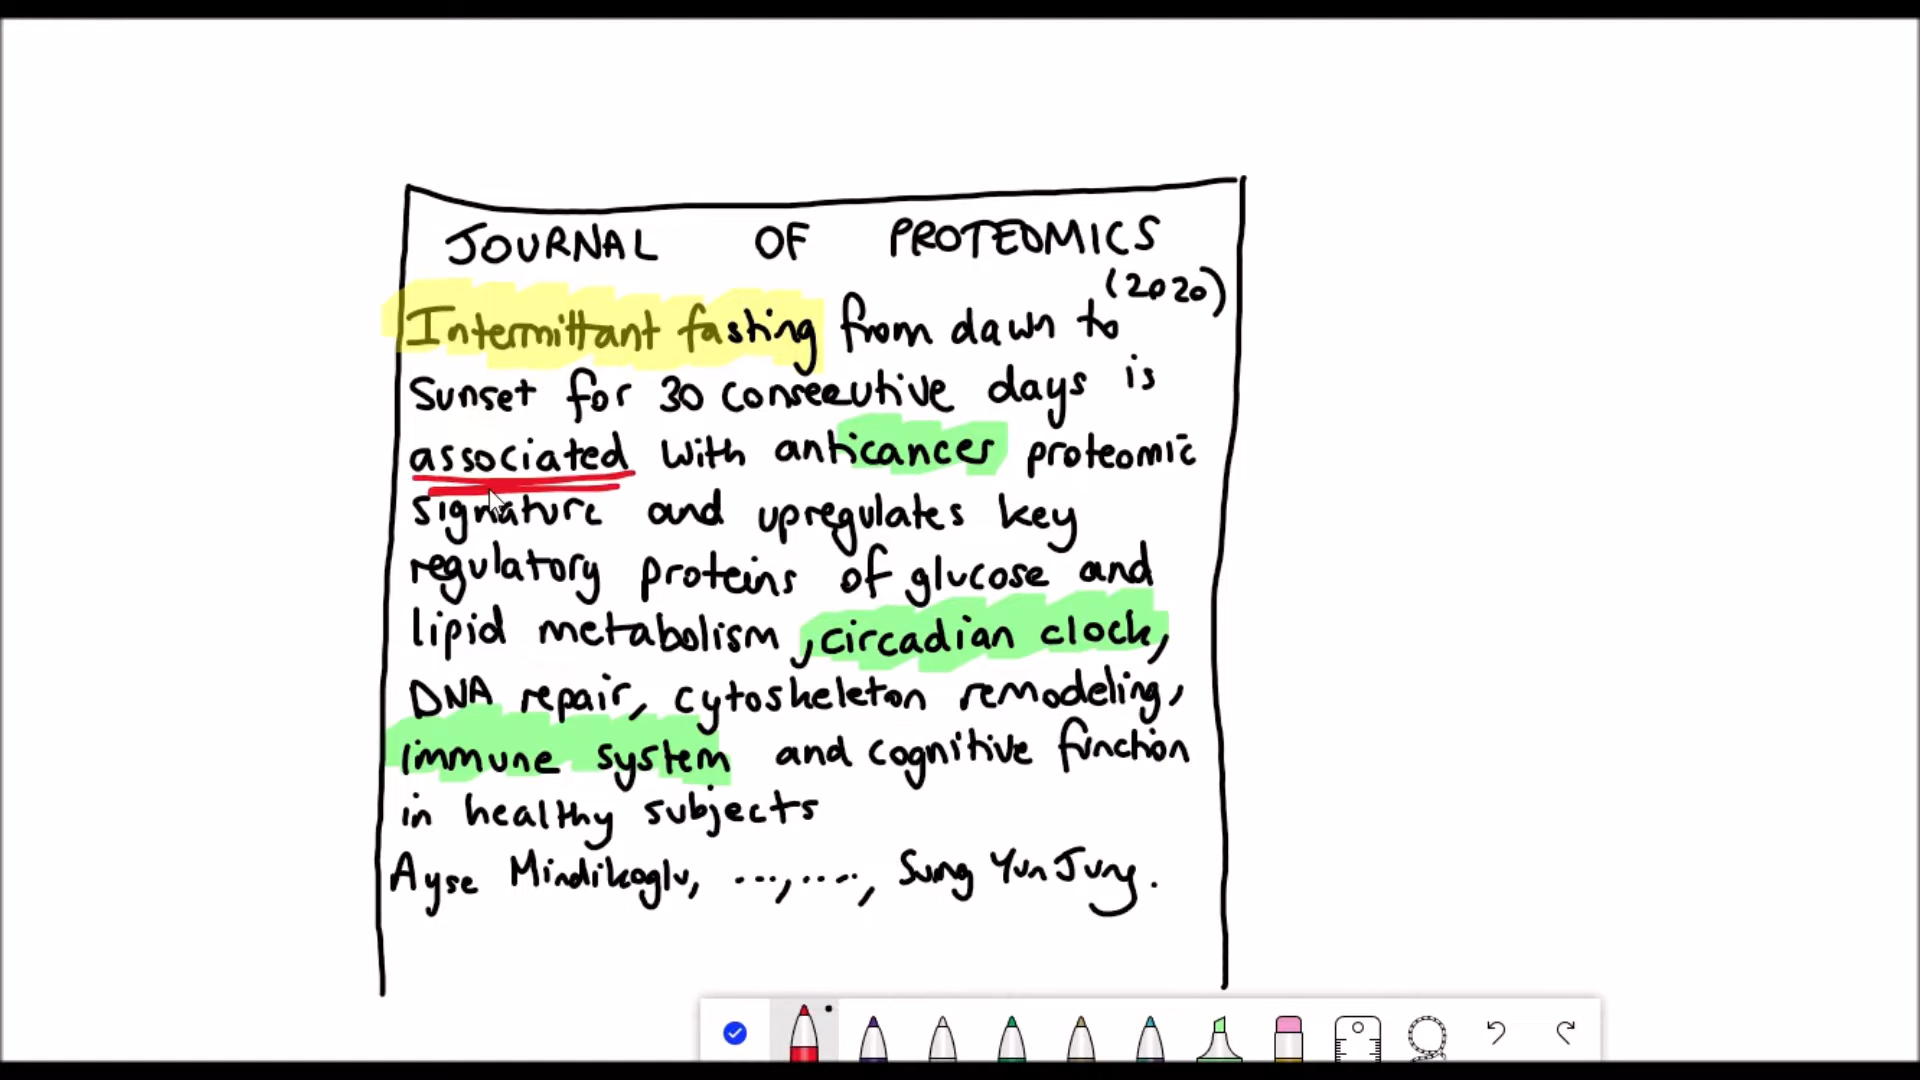 JOURNAL OF PROTEOMICS
(2020)
Intermittant fasting from dawn to
Sunset for 30 consecutive days is
associated with anticancer proteomic
signature and upregulates key
regulatory proteins of glucose and
lipid metabolism, circadian clock,
DNA repair, cytoskeleton remodeling,
immune system and cognitive function
in healthy subjects
Ayse Mindikoglu, ...,...., Sung Yun Jung.